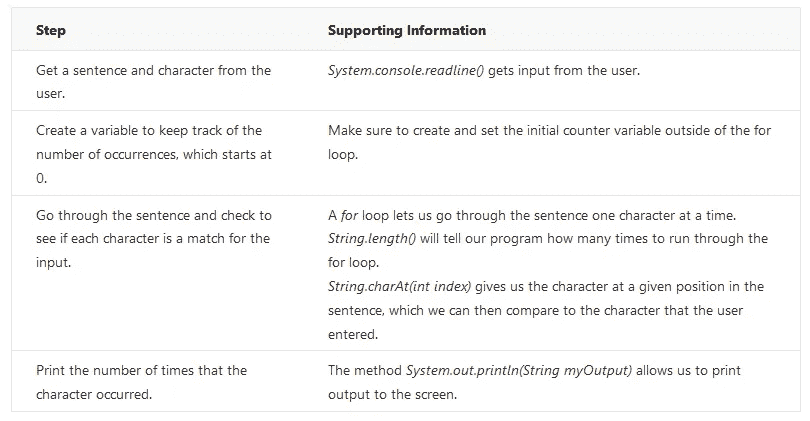 Step Supporting Information
Get a sentence and character from the
user.
System.console.readline() gets input from the user.
Create a variable to keep track of the
number of occurrences, which starts at
0.
Make sure to create and set the initial counter variable outside of the for
loop.
Go through the sentence and check to
see if each character is a match for the
input.
A for loop lets us go through the sentence one character at a time.
String.length() will tell our program how many times to run through the
for loop.
String.charAt(int index) gives us the character at a given position in the
sentence, which we can then compare to the character that the user
entered.
Print the number of times that the
character occurred.
The method System.out.println(String myOutput) allows us to print
output to the screen.